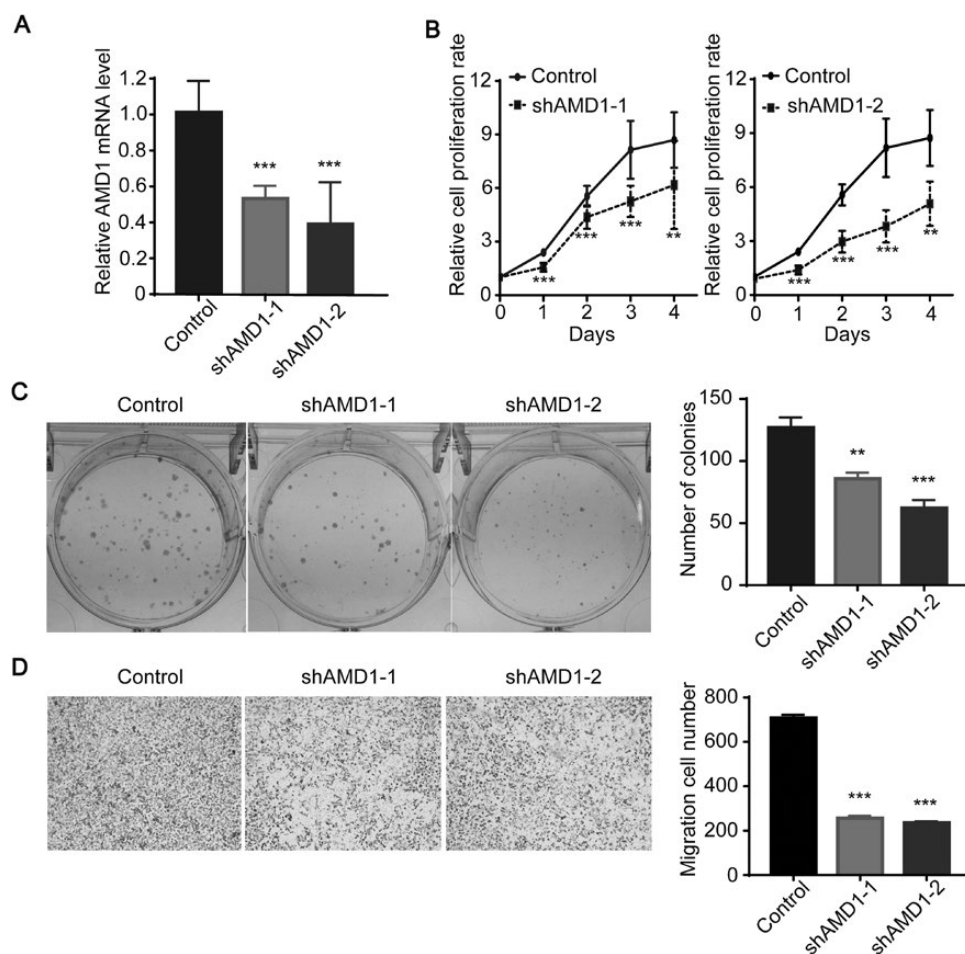 A
Relative AMD1 mRNA level
1.2
1.0
0.8
0.6
0.4
0.2
0
***
***
Control
shAMD1-1
shAMD1-2
B
Relative cell proliferation rate
12
9
6
3
0
Control
shAMD1-1
***
***
***
**
0 1 2 3 4
Days
Relative cell proliferation rate
12
9
6
3
0
Control
shAMD1-2
***
***
***
**
0 1 2 3 4
Days
C
Control shAMD1-1 shAMD1-2
Number of colonies
150
100
50
0
**
***
Control
shAMD1-1
shAMD1-2
D
Control shAMD1-1 shAMD1-2
Migration cell number
800
600
400
200
0
***
***
Control
shAMD1-1
shAMD1-2